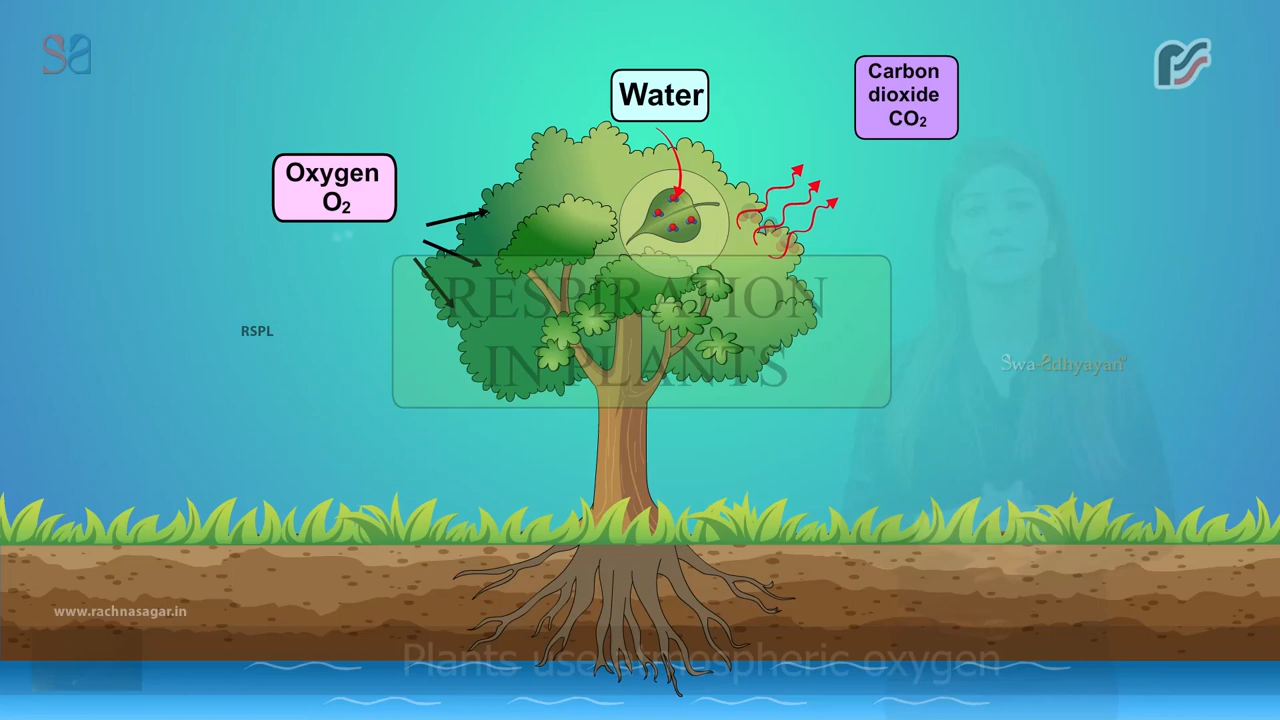 sa
Water
Carbon
dioxide
CO₂
Oxygen
O₂
RESPIRATION
IN PLANTS
RSPL
Swa-adhyayan
www.rachnasagar.in
Plants use atmospheric oxygen